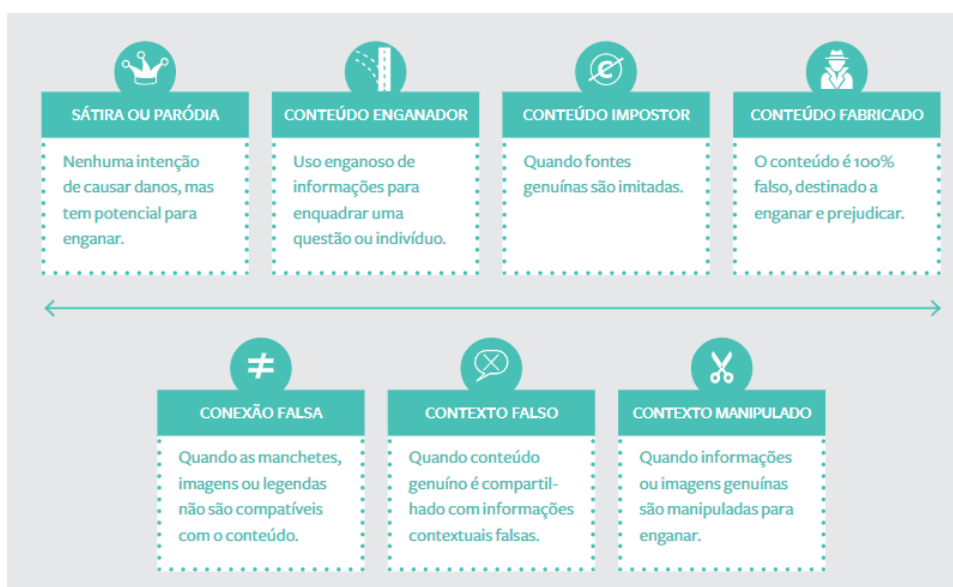 SÁTIRA OU PARÓDIA
Nenhuma intenção
de causar danos, mas
tem potencial para
enganar.
CONTEÚDO ENGANADOR
Uso enganoso de
informações para
enquadrar uma
questão ou indivíduo.
CONTEÚDO IMPOSTOR
Quando fontes
genuínas são imitadas.
CONTEÚDO FABRICADO
O conteúdo é 100%
falso, destinado a
enganar e prejudicar.
CONEXÃO FALSA
Quando as manchetes,
imagens ou legendas
não são compatíveis
com o conteúdo.
CONTEXTO FALSO
Quando conteúdo
genuíno é compartil-
hado com informações
contextuais falsas.
CONTEXTO MANIPULADO
Quando informações
ou imagens genuínas
são manipuladas para
enganar.